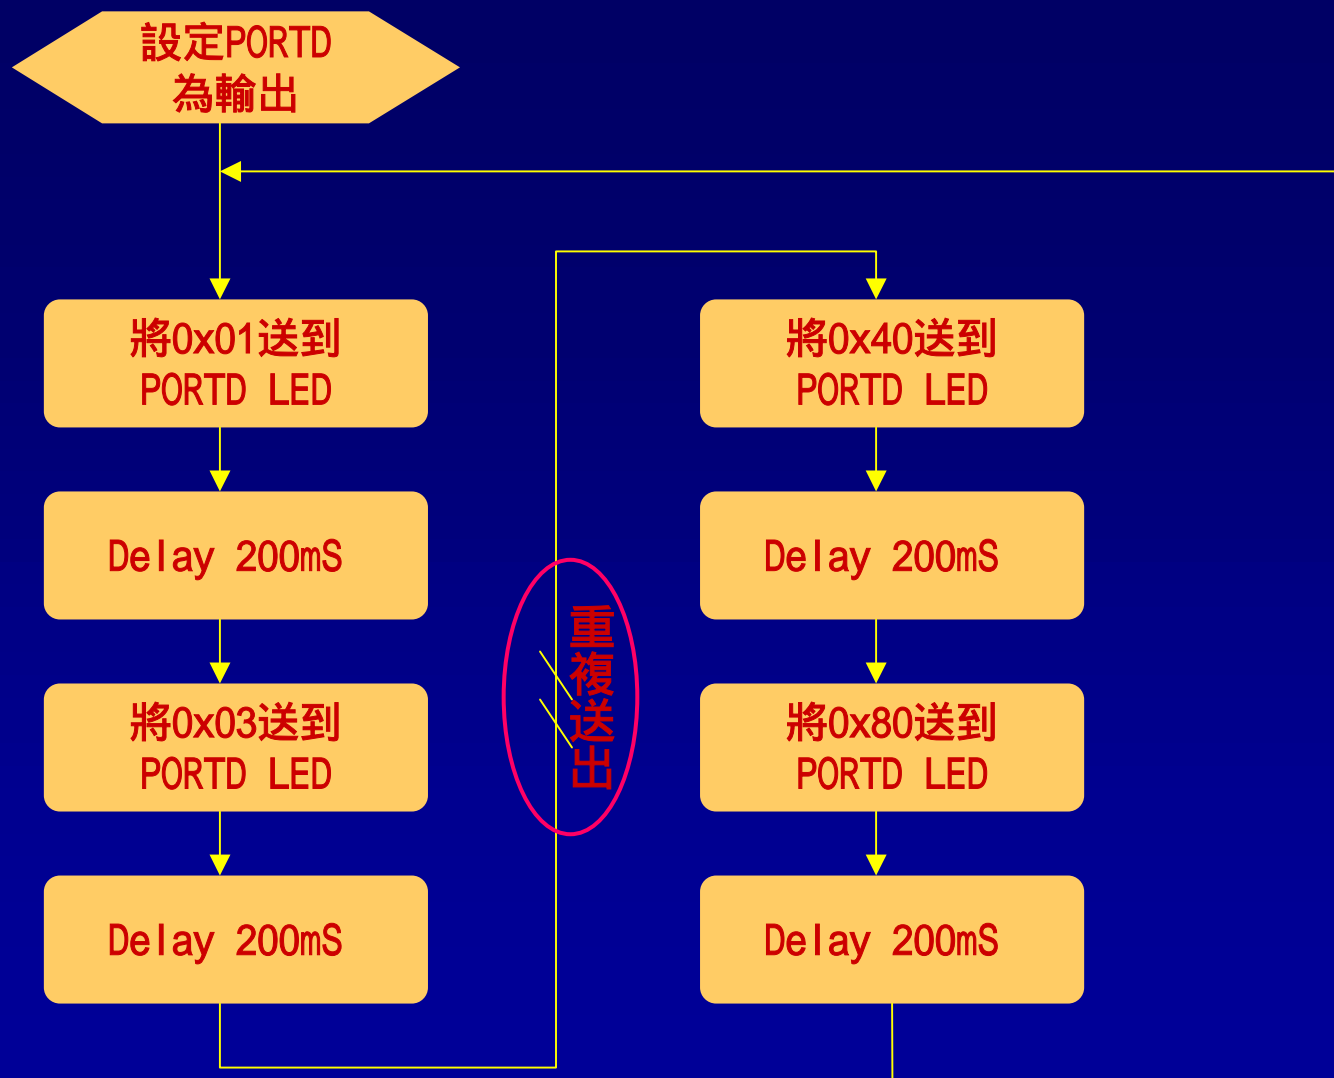 設定PORTD
為輸出
將0x01送到
PORTD LED
Delay 200mS
將0x03送到
PORTD LED
Delay 200mS
重複送出
將0x40送到
PORTD LED
Delay 200mS
將0x80送到
PORTD LED
Delay 200mS